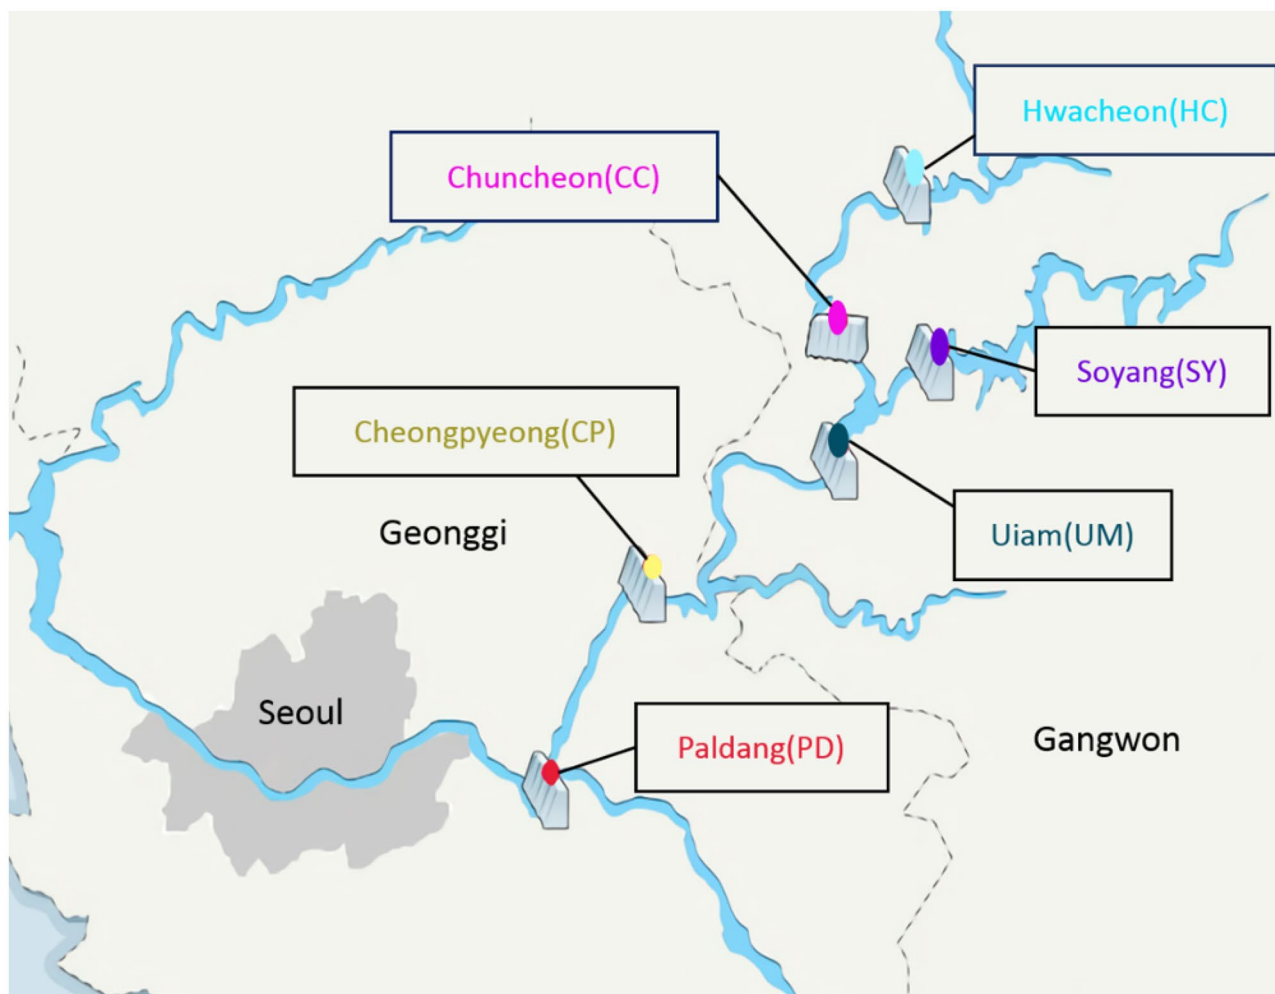 Hwacheon(HC)
Chuncheon(CC)
Soyang(SY)
Cheongpyeong(CP)
Geonggi
Uiam(UM)
Seoul
Paldang(PD)
Gangwon